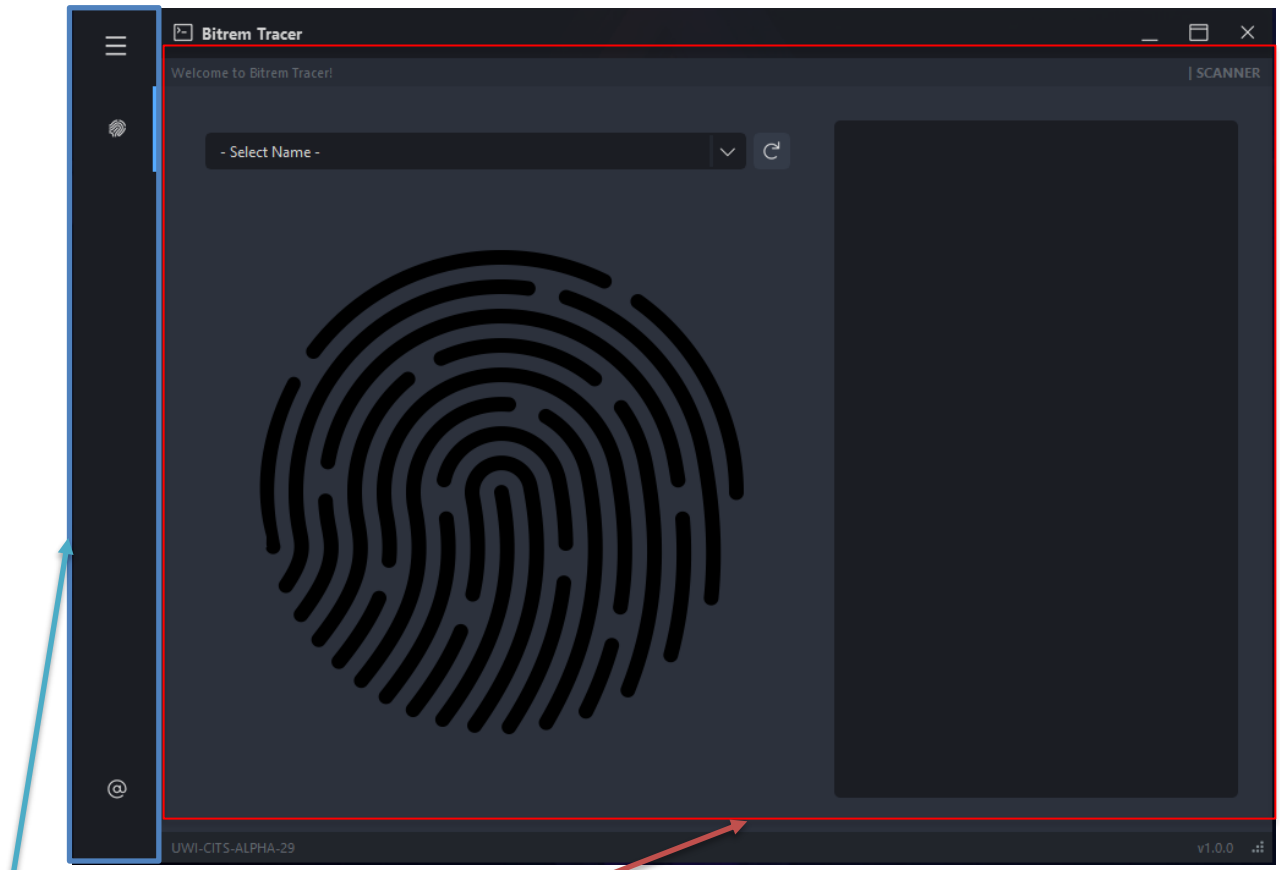 Bitrem Tracer
Welcome to Bitrem Tracer!
| SCANNER
- Select Name -
@
UWI-CITS-ALPHA-29
v1.0.0